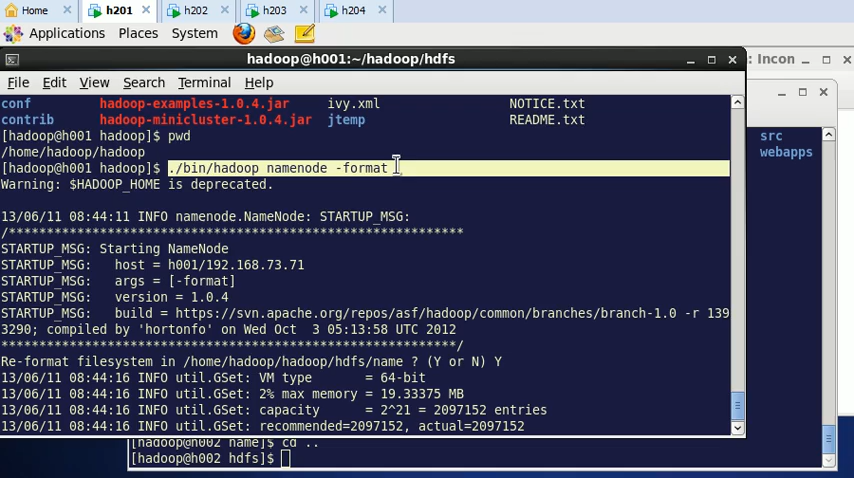 Home
h201
h202
h203
h204
Applications Places System
hadoop@h001:~/hadoop/hdfs
: Incon
File Edit View Search Terminal Help
conf hadoop-examples-1.0.4.jar ivy.xml NOTICE.txt
contrib hadoop-minicluster-1.0.4.jar jtemp README.txt
[hadoop@h001 hadoop]$ pwd
/home/hadoop/hadoop
[hadoop@h001 hadoop]$ ./bin/hadoop namenode -format
Warning: $HADOOP_HOME is deprecated.
13/06/11 08:44:11 INFO namenode.NameNode: STARTUP_MSG:
/************************************************************
STARTUP_MSG: Starting NameNode
STARTUP_MSG:   host = h001/192.168.73.71
STARTUP_MSG:   args = [-format]
STARTUP_MSG:   version = 1.0.4
STARTUP_MSG:   build = https://svn.apache.org/repos/asf/hadoop/common/branches/branch-1.0 -r 139
3290; compiled by 'hortonfo' on Wed Oct  3 05:13:58 UTC 2012
************************************************************/
Re-format filesystem in /home/hadoop/hadoop/hdfs/name ? (Y or N) Y
13/06/11 08:44:16 INFO util.GSet: VM type       = 64-bit
13/06/11 08:44:16 INFO util.GSet: 2% max memory = 19.33375 MB
13/06/11 08:44:16 INFO util.GSet: capacity      = 2^21 = 2097152 entries
13/06/11 08:44:16 INFO util.GSet: recommended=2097152, actual=2097152
src
webapps
[hadoop@h002 name]$ cd ..
[hadoop@h002 hdfs]$